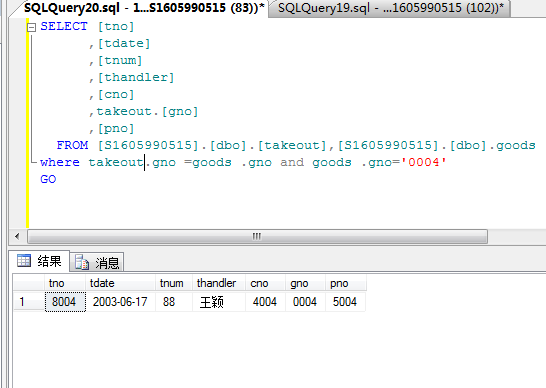 SQLQuery20.sql - 1...S1605990515 (83))* SQLQuery19.sql - ...1605990515 (102))*
SELECT [tno]
,[tdate]
,[tnum]
,[thandler]
,[cno]
,takeout.[gno]
,[pno]
FROM [S1605990515].[dbo].[takeout],[S1605990515].[dbo].goods
where takeout.gno =goods .gno and goods .gno='0004'
GO
结果 消息
tno tdate tnum thandler cno gno pno
1 8004 2003-06-17 88 王颖 4004 0004 5004